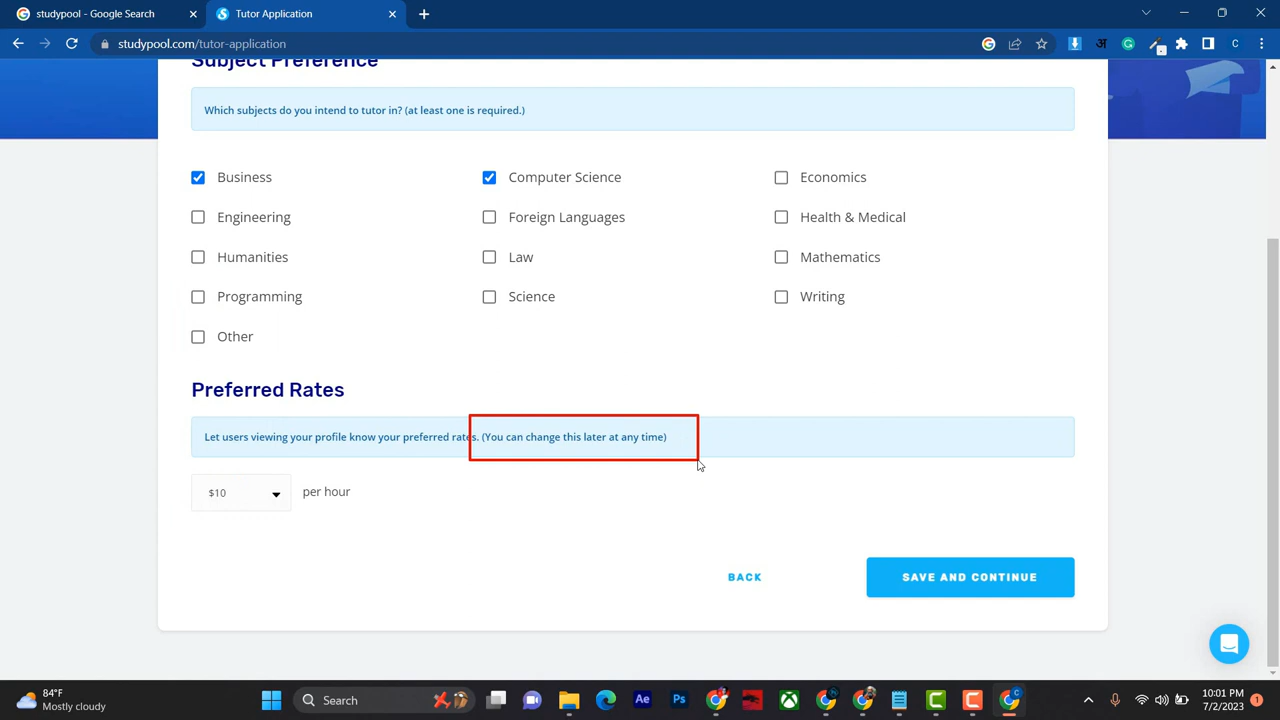 studypool - Google Search
Tutor Application
studypool.com/tutor-application
Subject Preference
Which subjects do you intend to tutor in? (at least one is required.)
Business
Computer Science
Economics
Engineering
Foreign Languages
Health & Medical
Humanities
Law
Mathematics
Programming
Science
Writing
Other
Preferred Rates
Let users viewing your profile know your preferred rates. (You can change this later at any time)
$10
per hour
BACK
SAVE AND CONTINUE
84°F
Mostly cloudy
Search
Ae
Ps
10:01 PM
7/2/2023